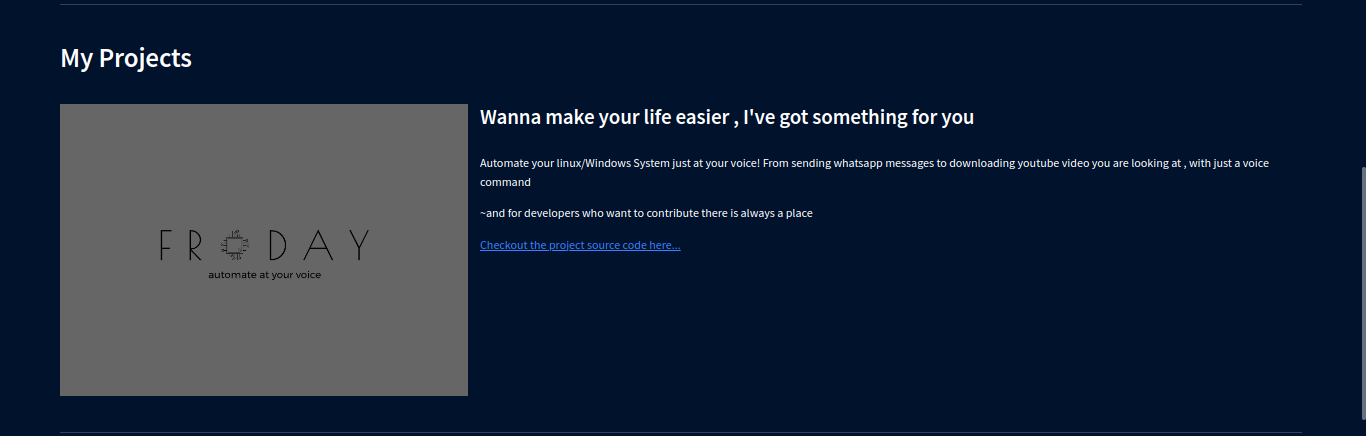 My Projects
Wanna make your life easier , I've got something for you
Automate your linux/Windows System just at your voice! From sending whatsapp messages to downloading youtube video you are looking at , with just a voice
command
~and for developers who want to contribute there is always a place
Checkout the project source code here...
FRIDAY
automate at your voice